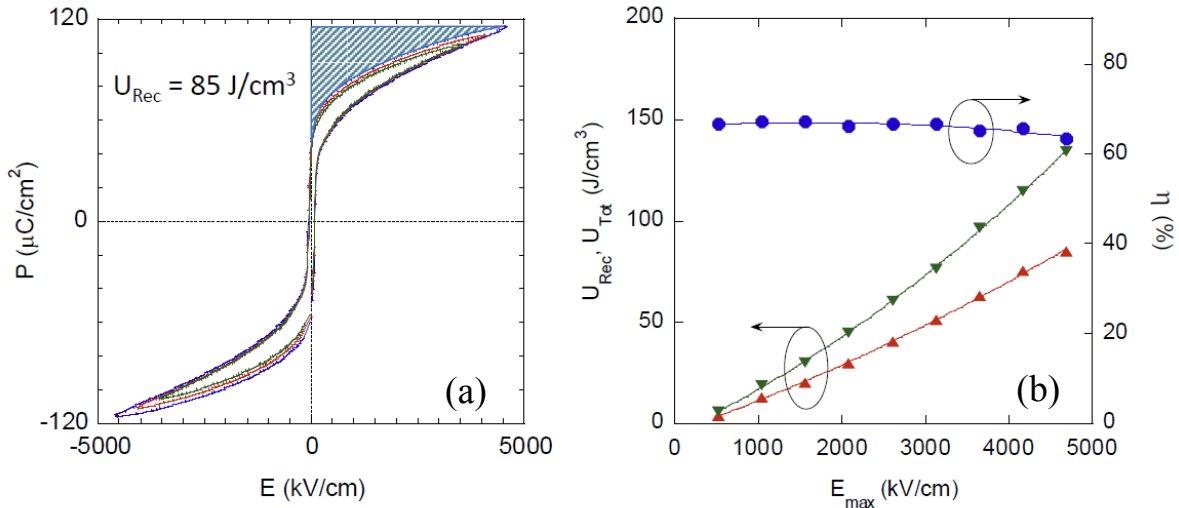 120
0
-120
P (μC/cm²)
U_Rec = 85 J/cm³
(a)
-5000
0
5000
E (kV/cm)
200
150
100
50
0
U_Rec, U_Tot (J/cm³)
80
60
40
20
0
η (%)
(b)
0
1000
2000
3000
4000
5000
E_max (kV/cm)